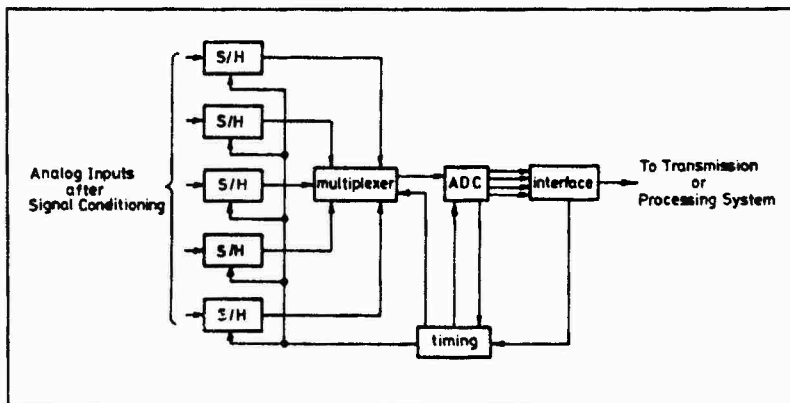 S/H
S/H
S/H
S/H
S/H
Analog Inputs
after
Signal Conditioning
multiplexer
ADC
interface
To Transmission
or
Processing System
timing